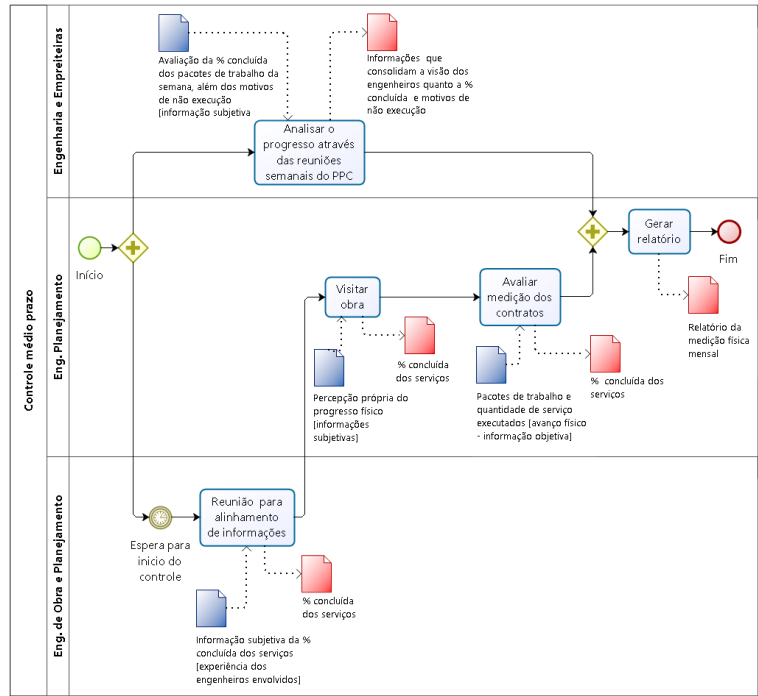 Controle médio prazo
Engenharia e Empreiteiras
Avaliação da % concluída
dos pacotes de trabalho da
semana, além dos motivos
de não execução
[informação subjetiva
Informações que
consolidam a visão dos
engenheiros quanto a %
concluída e motivos de
não execução
Analisar o
progresso através
das reuniões
semanais do PPC
Eng. Planejamento
Início
Visitar
obra
% concluída
dos serviços
Percepção própria do
progresso físico
[informações
subjetivas]
Avaliar
medição dos
contratos
% concluída dos
serviços
Pacotes de trabalho e
quantidade de serviço
executados [avanço físico
- informação objetiva]
Gerar
relatório
Fim
Relatório da
medição física
mensal
Eng. de Obra e Planejamento
Espera para
inicio do
controle
Reunião para
alinhamento
de informações
% concluída
dos serviços
Informação subjetiva da %
concluída dos serviços
[experiência dos
engenheiros envolvidos]